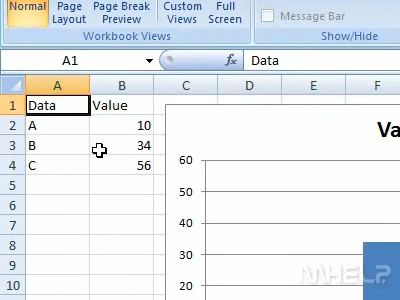 Normal Page Layout Page Break Preview Custom Views Full Screen Message Bar
Workbook Views Show/Hide
A1 fx Data
A B C D E F
1 Data Value
2 A 10
3 B 34
4 C 56
5
6
7
8
9
10
Va
60
50
40
30
20
MHELP